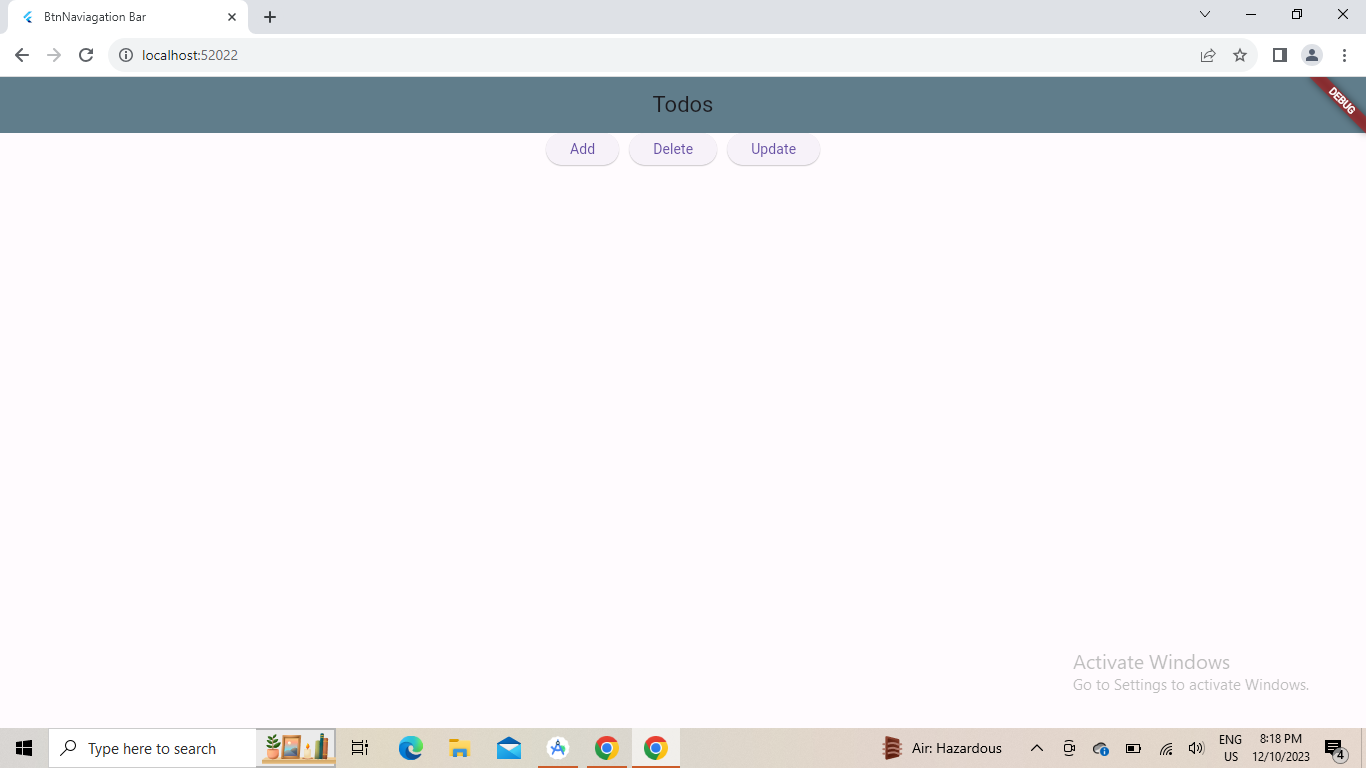 BtnNaviagation Bar
localhost:52022
Todos
DEBUG
Add Delete Update
Activate Windows
Go to Settings to activate Windows.
Type here to search
Air: Hazardous
ENG
US
8:18 PM
12/10/2023
4